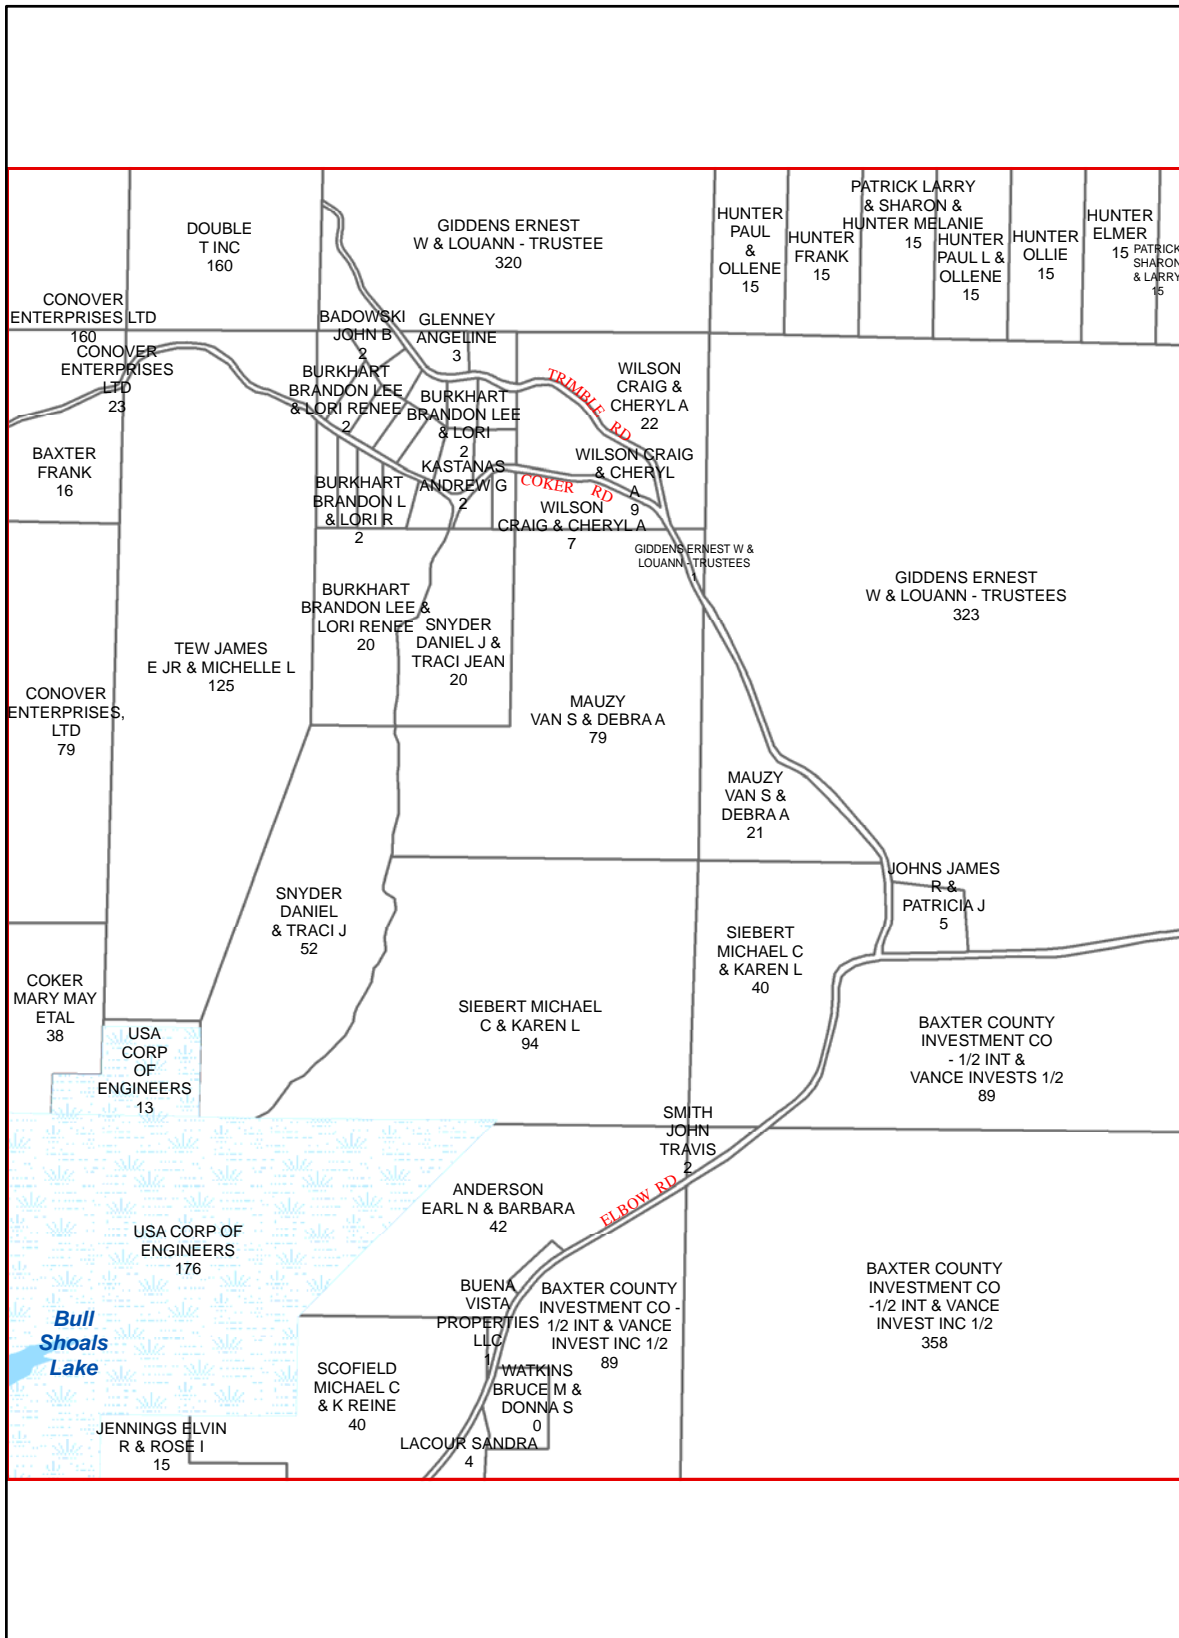 DOUBLE
T INC
160
GIDDENS ERNEST
W & LOUANN - TRUSTEE
320
HUNTER
PAUL
&
OLLENE
15
HUNTER
FRANK
15
PATRICK LARRY
& SHARON &
HUNTER MELANIE
15
HUNTER
PAUL L &
OLLENE
15
HUNTER
OLLIE
15
HUNTER
ELMER
15
PATRICK
SHARON
& LARRY
15
CONOVER
ENTERPRISES LTD
160
CONOVER
ENTERPRISES
LTD
23
BADOWSKI
JOHN B
2
GLENNEY
ANGELINE
3
BURKHART
BRANDON LEE
& LORI RENEE
2
BURKHART
BRANDON LEE
& LORI
2
TRIMBLE RD
WILSON
CRAIG &
CHERYL A
22
BAXTER
FRANK
16
BURKHART
BRANDON L
& LORI R
2
KASTANAS
ANDREW G
2
COKER RD
WILSON CRAIG
& CHERYL
A
9
WILSON
CRAIG & CHERYL A
7
GIDDENS ERNEST W &
LOUANN - TRUSTEES
1
GIDDENS ERNEST
W & LOUANN - TRUSTEES
323
BURKHART
BRANDON LEE &
LORI RENEE
20
SNYDER
DANIEL J &
TRACI JEAN
20
TEW JAMES
E JR & MICHELLE L
125
CONOVER
ENTERPRISES,
LTD
79
MAUZY
VAN S & DEBRA A
79
MAUZY
VAN S &
DEBRA A
21
JOHNS JAMES
R &
PATRICIA J
5
SNYDER
DANIEL
& TRACI J
52
SIEBERT
MICHAEL C
& KAREN L
40
COKER
MARY MAY
ETAL
38
SIEBERT MICHAEL
C & KAREN L
94
USA
CORP
OF
ENGINEERS
13
BAXTER COUNTY
INVESTMENT CO
- 1/2 INT &
VANCE INVESTS 1/2
89
SMITH
JOHN
TRAVIS
2
ELBOW RD
ANDERSON
EARL N & BARBARA
42
USA CORP OF
ENGINEERS
176
BUENA
VISTA
PROPERTIES
LLC
1
BAXTER COUNTY
INVESTMENT CO -
1/2 INT & VANCE
INVEST INC 1/2
89
BAXTER COUNTY
INVESTMENT CO
-1/2 INT & VANCE
INVEST INC 1/2
358
Bull
Shoals
Lake
SCOFIELD
MICHAEL C
& K REINE
40
WATKINS
BRUCE M &
DONNA S
0
JENNINGS ELVIN
R & ROSE I
15
LACOUR SANDRA
4